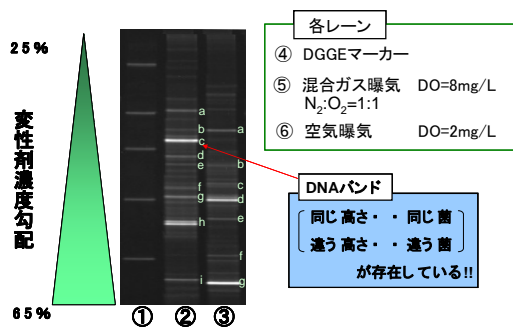 25%
変性剤濃度勾配
65%
a
b
c
d
e
f
g
h
i
a
b
c
d
e
f
g
① ② ③
各レーン
④ DGGEマーカー
⑤ 混合ガス曝気 DO=8mg/L
N₂:O₂=1:1
⑥ 空気曝気 DO=2mg/L
DNAバンド
同じ高さ・・同じ菌
違う高さ・・違う菌
が存在している!!